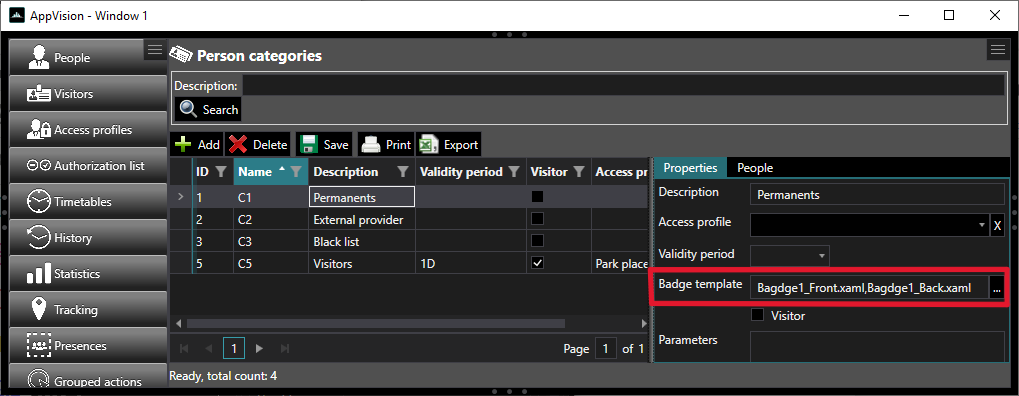 AppVision - Window 1
People
Visitors
Access profiles
Authorization list
Timetables
History
Statistics
Tracking
Presences
Grouped actions
Person categories
Description:
Search
Add Delete Save Print Export
ID Name Description Validity period Visitor Access pr
1 C1 Permanents
2 C2 External provider
3 C3 Black list
5 C5 Visitors 1D Park place
1 Page 1 of 1
Ready, total count: 4
Properties People
Description Permanents
Access profile X
Validity period
Badge template Bagdge1_Front.xaml,Bagdge1_Back.xaml ...
Visitor
Parameters